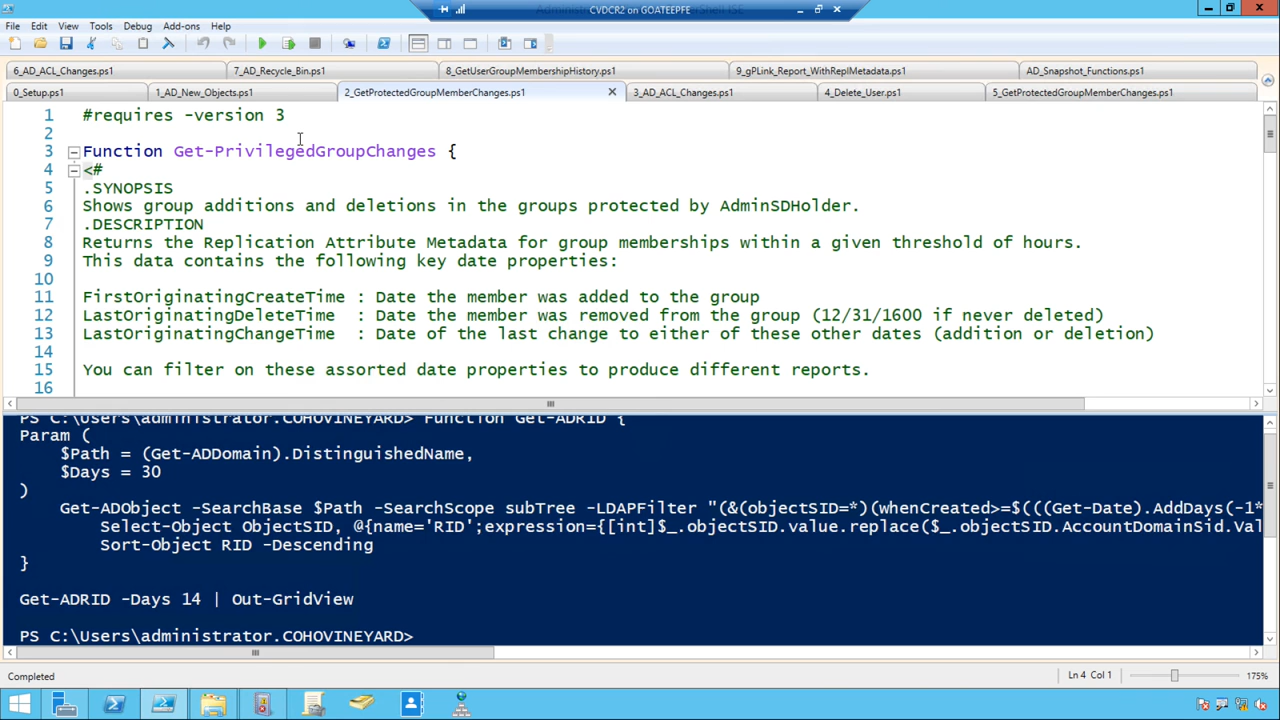 CVDCR2 on GOATEEPFE
File Edit View Tools Debug Add-ons Help
6_AD_ACL_Changes.ps1 7_AD_Recycle_Bin.ps1 8_GetUserGroupMembershipHistory.ps1 9_gPLink_Report_WithReplMetadata.ps1 AD_Snapshot_Functions.ps1
0_Setup.ps1 1_AD_New_Objects.ps1 2_GetProtectedGroupMemberChanges.ps1 3_AD_ACL_Changes.ps1 4_Delete_User.ps1 5_GetProtectedGroupMemberChanges.ps1
1 #requires -version 3
2
3 Function Get-PrivilegedGroupChanges {
4 <#
5 .SYNOPSIS
6 Shows group additions and deletions in the groups protected by AdminSDHolder.
7 .DESCRIPTION
8 Returns the Replication Attribute Metadata for group memberships within a given threshold of hours.
9 This data contains the following key date properties:
10
11 FirstOriginatingCreateTime : Date the member was added to the group
12 LastOriginatingDeleteTime  : Date the member was removed from the group (12/31/1600 if never deleted)
13 LastOriginatingChangeTime  : Date of the last change to either of these other dates (addition or deletion)
14
15 You can filter on these assorted date properties to produce different reports.
16
PS C:\Users\administrator.COHOVINEYARD> Function Get-ADRID {
Param (
$Path = (Get-ADDomain).DistinguishedName,
$Days = 30
)
Get-ADObject -SearchBase $Path -SearchScope subTree -LDAPFilter "(&(objectSID=*)(whenCreated>=$(((Get-Date).AddDays(-1*
Select-Object ObjectSID, @{name='RID';expression={[int]$_.objectSID.value.replace($_.objectSID.AccountDomainSid.Val
Sort-Object RID -Descending
}
Get-ADRID -Days 14 | Out-GridView
PS C:\Users\administrator.COHOVINEYARD>
Completed Ln 4 Col 1 175%